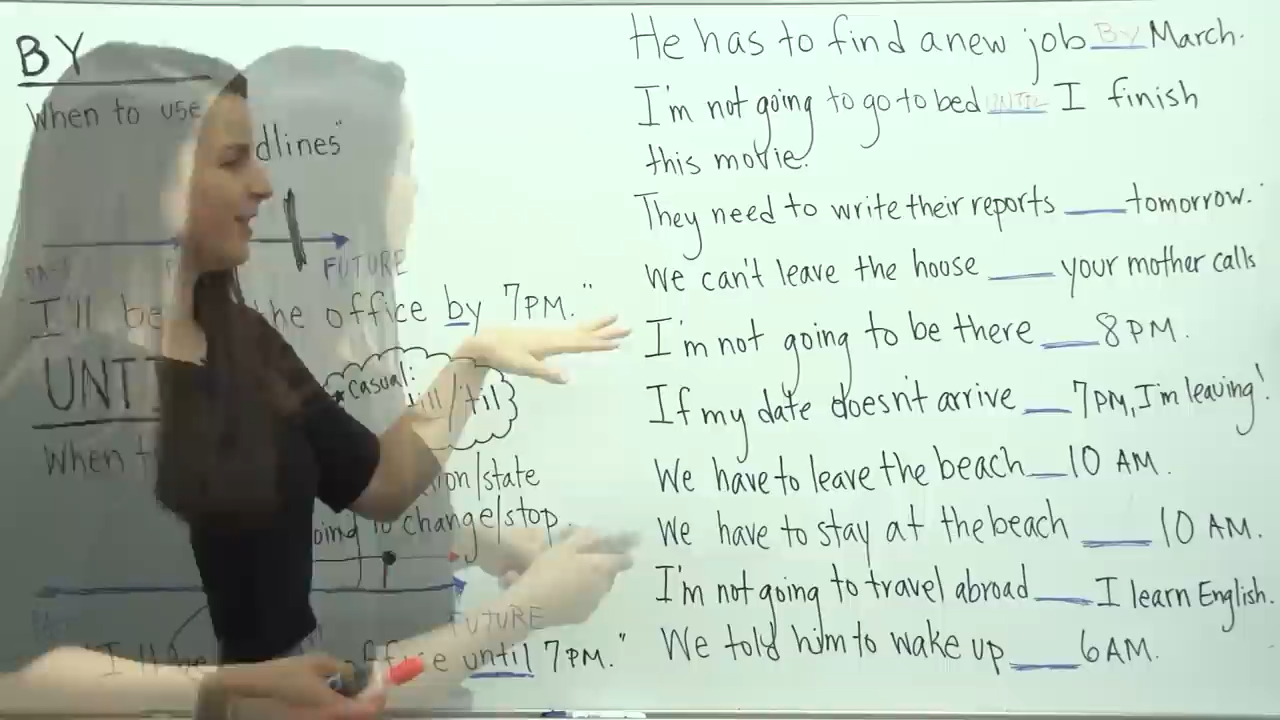 BY
When to use
dlines"
FUTURE
"I'll be the office by 7PM."
UNTI
casual:
till/'til
When t
ion/state
oing to change/stop.
FUTURE
office until 7PM."
He has to find a new job BY March.
I'm not going to go to bed UNTIL I finish
this movie.
They need to write their reports ___ tomorrow.
We can't leave the house ___ your mother calls
I'm not going to be there ___ 8 PM.
If my date doesn't arrive ___ 7PM, I'm leaving!
We have to leave the beach ___ 10 AM.
We have to stay at the beach ___ 10 AM.
I'm not going to travel abroad ___ I learn English.
We told him to wake up ___ 6 AM.